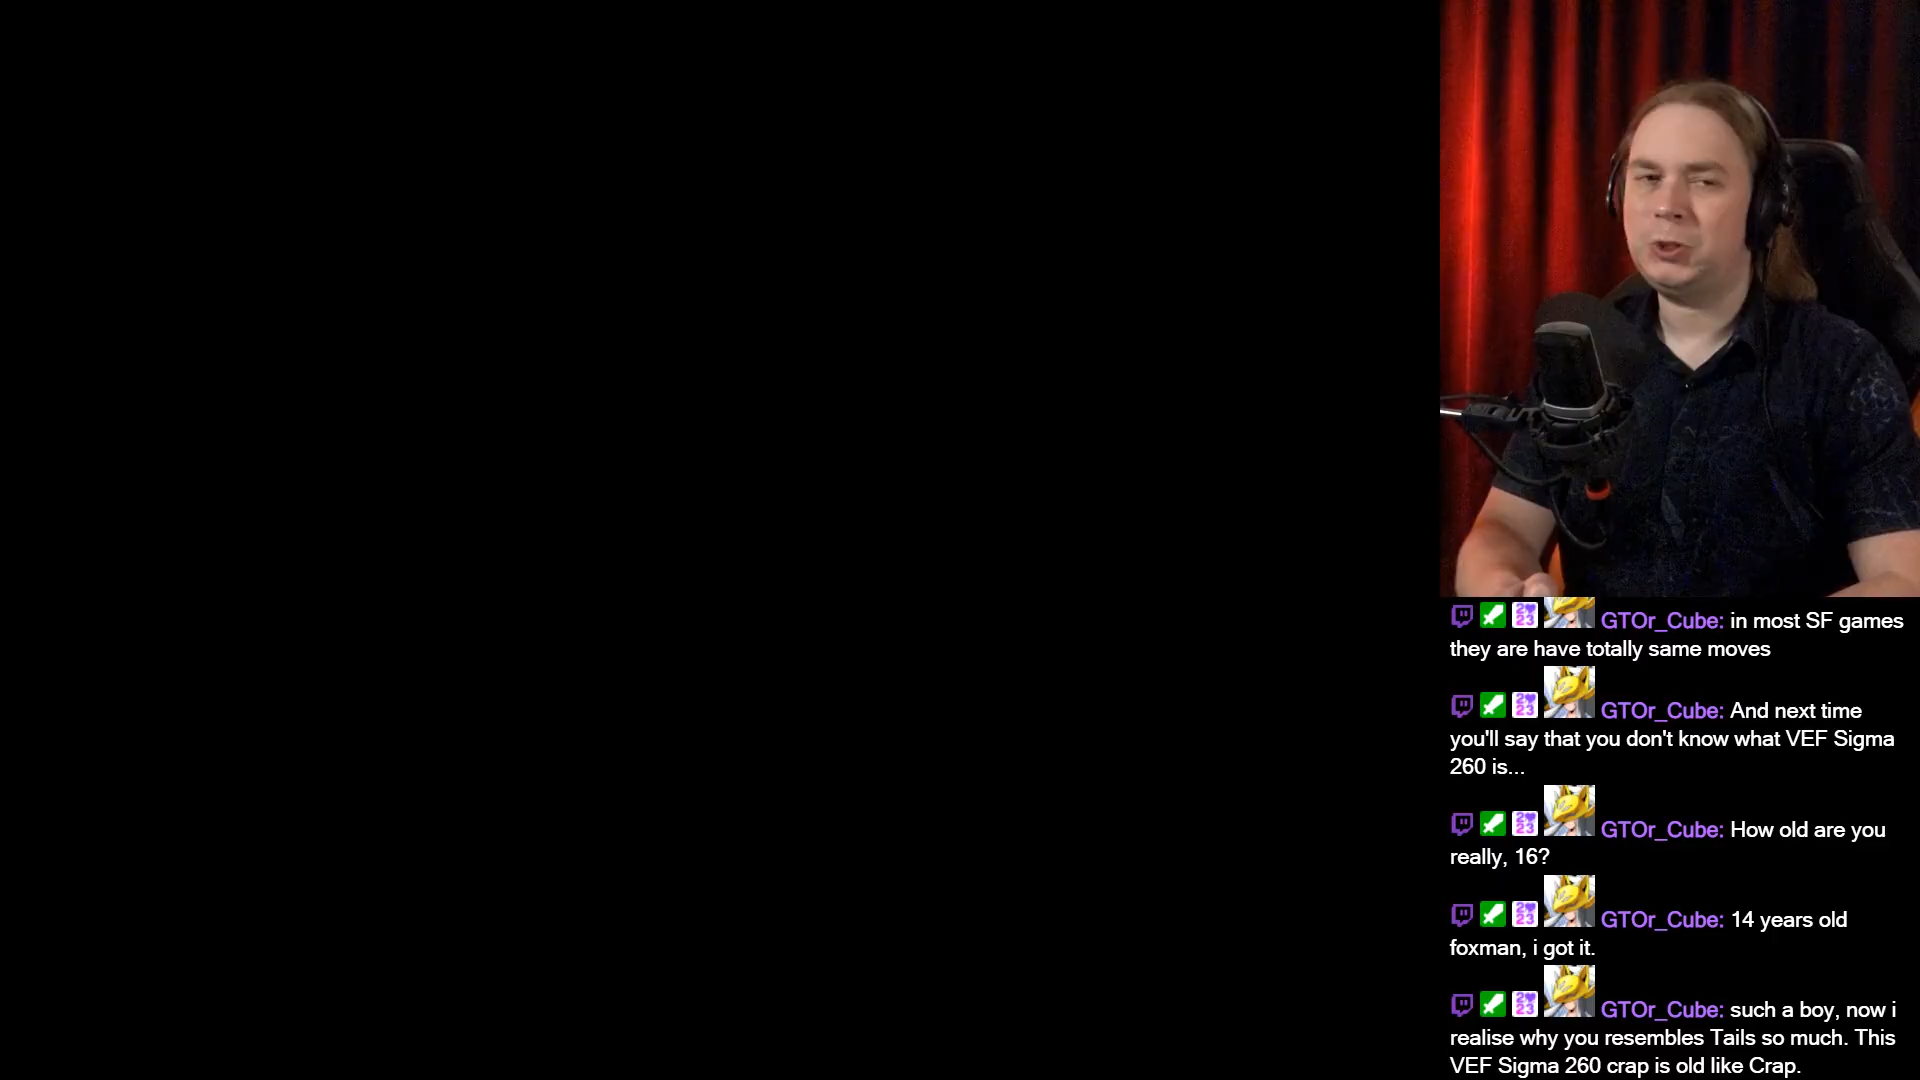 GTOr_Cube: in most SF games
they are have totally same moves
GTOr_Cube: And next time
you'll say that you don't know what VEF Sigma
260 is...
GTOr_Cube: How old are you
really, 16?
GTOr_Cube: 14 years old
foxman, i got it.
GTOr_Cube: such a boy, now i
realise why you resembles Tails so much. This
VEF Sigma 260 crap is old like Crap.